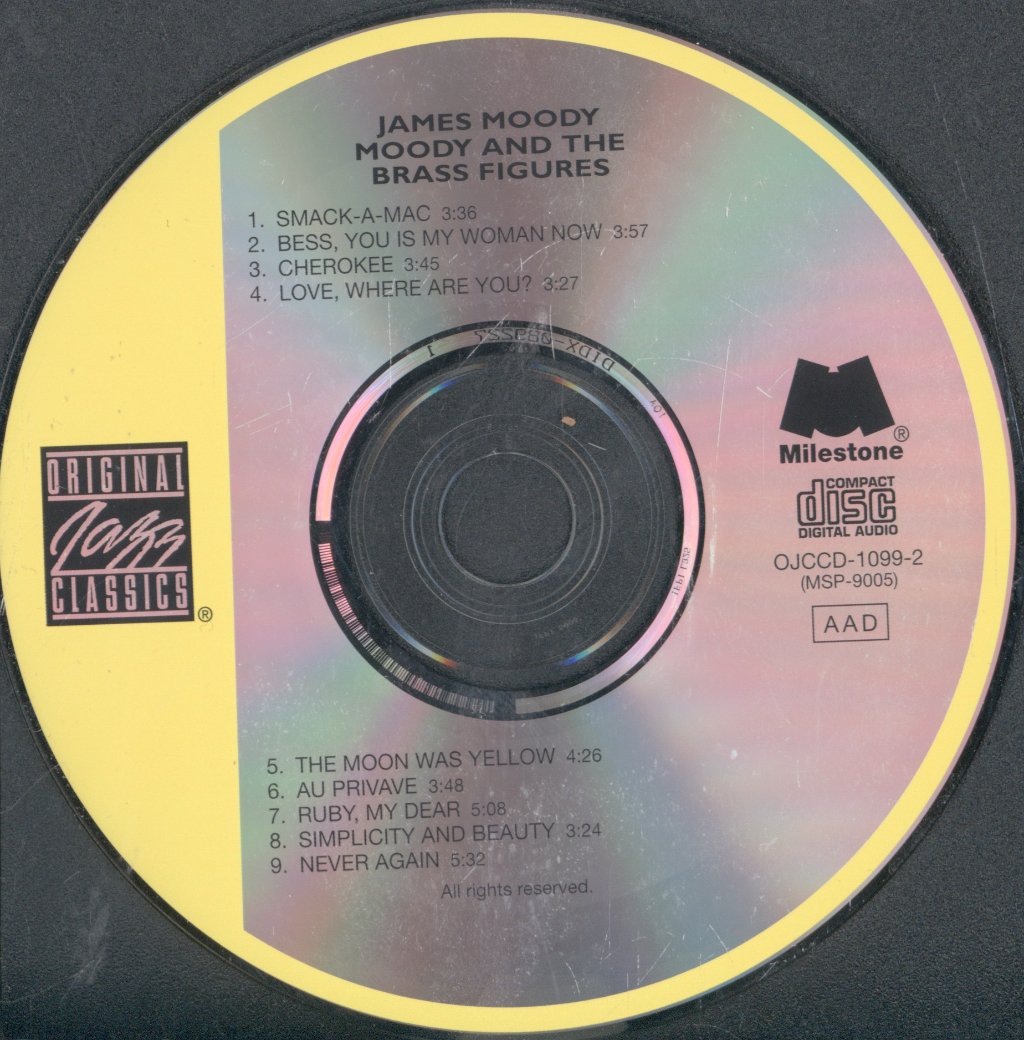 JAMES MOODY
MOODY AND THE
BRASS FIGURES
1. SMACK-A-MAC 3:36
2. BESS, YOU IS MY WOMAN NOW 3:57
3. CHEROKEE 3:45
4. LOVE, WHERE ARE YOU? 3:27
ORIGINAL
Jazz
CLASSICS
®
Milestone®
COMPACT
disc
DIGITAL AUDIO
OJCCD-1099-2
(MSP-9005)
AAD
5. THE MOON WAS YELLOW 4:26
6. AU PRIVAVE 3:48
7. RUBY, MY DEAR 5:08
8. SIMPLICITY AND BEAUTY 3:24
9. NEVER AGAIN 5:32
All rights reserved.